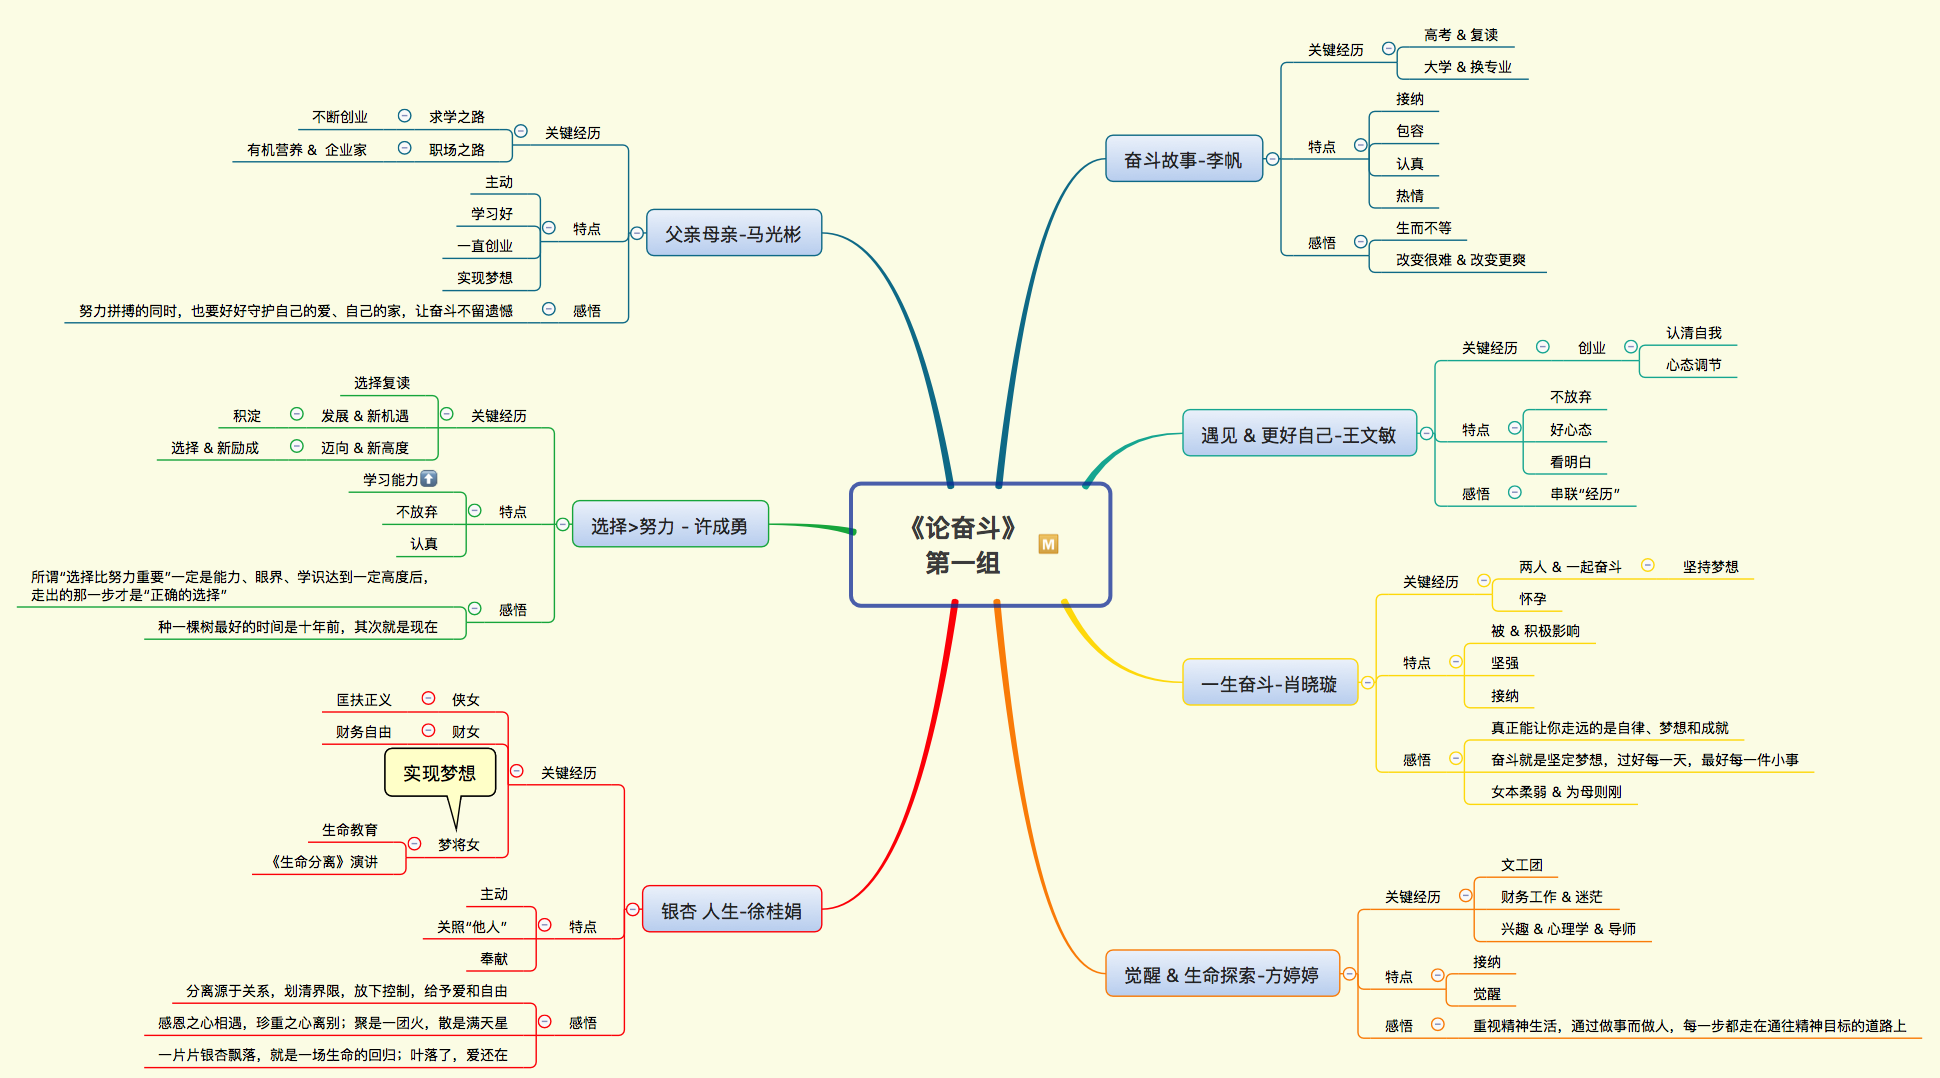 《论奋斗》
第一组
M
奋斗故事-李帆
关键经历
高考 & 复读
大学 & 换专业
特点
接纳
包容
认真
热情
感悟
生而不等
改变很难 & 改变更爽
遇见 & 更好自己-王文敏
关键经历
创业
认清自我
心态调节
特点
不放弃
好心态
看明白
感悟
串联“经历”
一生奋斗-肖晓璇
关键经历
两人 & 一起奋斗
坚持梦想
怀孕
特点
被 & 积极影响
坚强
接纳
感悟
真正能让你走远的是自律、梦想和成就
奋斗就是坚定梦想，过好每一天，最好每一件小事
女本柔弱 & 为母则刚
觉醒 & 生命探索-方婷婷
关键经历
文工团
财务工作 & 迷茫
兴趣 & 心理学 & 导师
特点
接纳
觉醒
感悟
重视精神生活，通过做事而做人，每一步都走在通往精神目标的道路上
父亲母亲-马光彬
关键经历
求学之路
不断创业
职场之路
有机营养 & 企业家
特点
主动
学习好
一直创业
实现梦想
感悟
努力拼搏的同时，也要好好守护自己的爱、自己的家，让奋斗不留遗憾
选择>努力 - 许成勇
关键经历
选择复读
发展 & 新机遇
积淀
迈向 & 新高度
选择 & 新励成
特点
学习能力⬆
不放弃
认真
感悟
所谓“选择比努力重要”一定是能力、眼界、学识达到一定高度后，
走出的那一步才是“正确的选择”
种一棵树最好的时间是十年前，其次就是现在
银杏 人生-徐桂娟
关键经历
侠女
匡扶正义
财女
财务自由
实现梦想
梦将女
生命教育
《生命分离》演讲
特点
主动
关照“他人”
奉献
感悟
分离源于关系，划清界限，放下控制，给予爱和自由
感恩之心相遇，珍重之心离别；聚是一团火，散是满天星
一片片银杏飘落，就是一场生命的回归；叶落了，爱还在